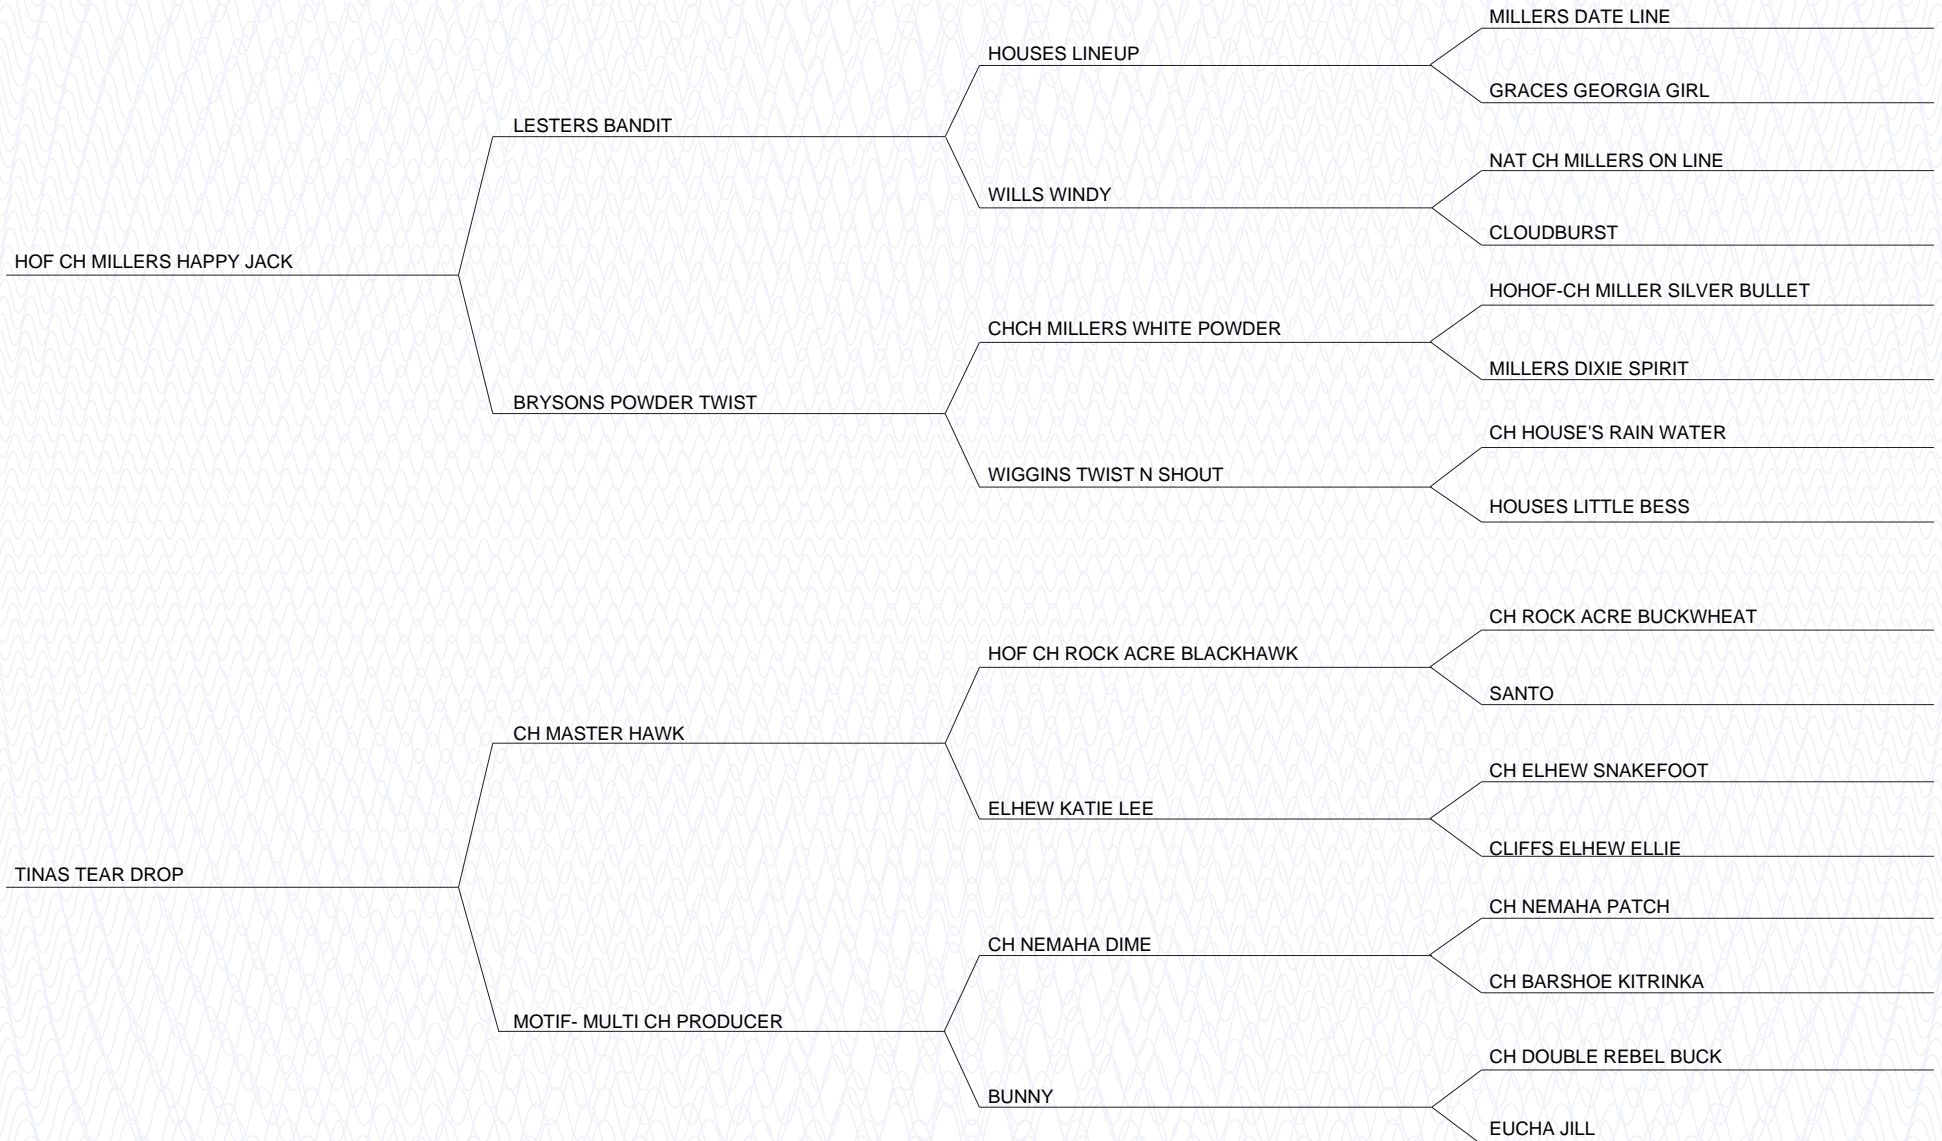 MILLERS DATE LINE
HOUSES LINEUP
GRACES GEORGIA GIRL
LESTERS BANDIT
NAT CH MILLERS ON LINE
WILLS WINDY
CLOUDBURST
HOF CH MILLERS HAPPY JACK
HOHOF-CH MILLER SILVER BULLET
CHCH MILLERS WHITE POWDER
MILLERS DIXIE SPIRIT
BRYSONS POWDER TWIST
CH HOUSE'S RAIN WATER
WIGGINS TWIST N SHOUT
HOUSES LITTLE BESS
CH ROCK ACRE BUCKWHEAT
HOF CH ROCK ACRE BLACKHAWK
SANTO
CH MASTER HAWK
CH ELHEW SNAKEFOOT
ELHEW KATIE LEE
CLIFFS ELHEW ELLIE
TINAS TEAR DROP
CH NEMAHA PATCH
CH NEMAHA DIME
CH BARSHOE KITRINKA
MOTIF- MULTI CH PRODUCER
CH DOUBLE REBEL BUCK
BUNNY
EUCHA JILL